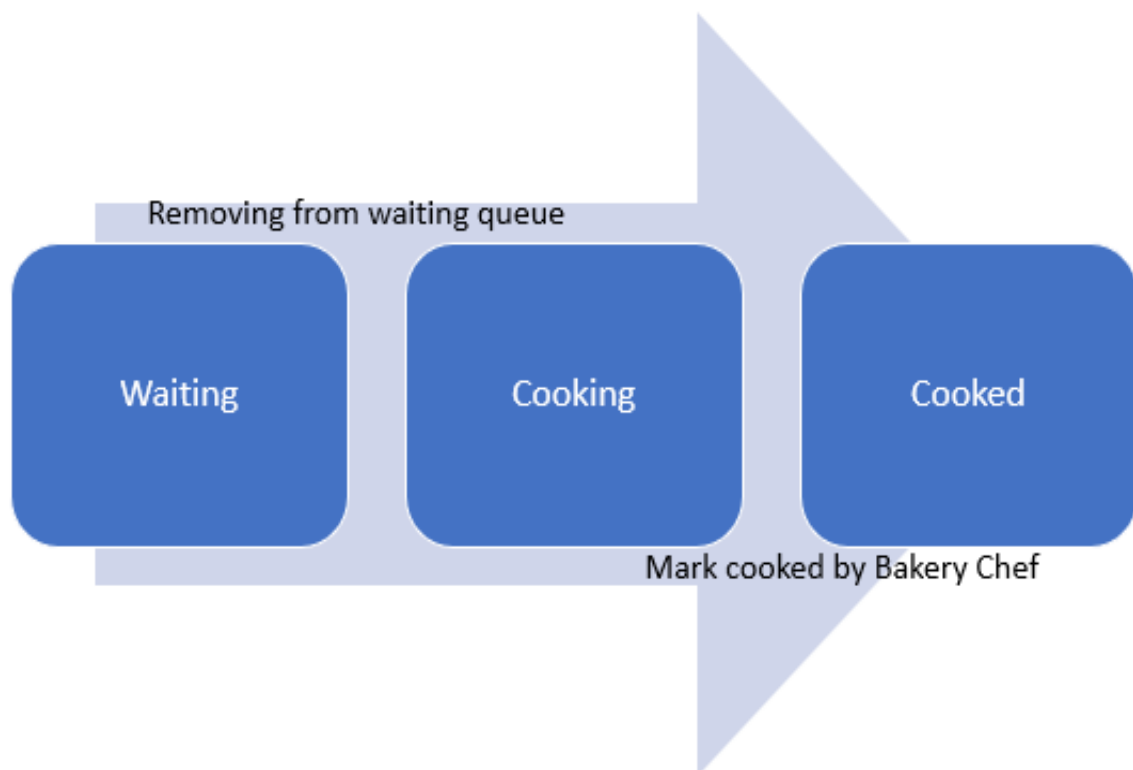 Removing from waiting queue
Waiting
Cooking
Cooked
Mark cooked by Bakery Chef